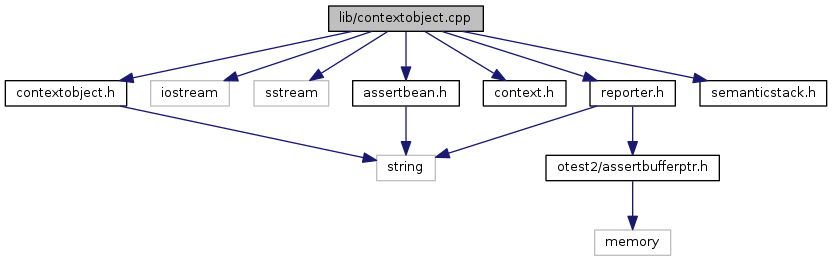 lib/contextobject.cpp
contextobject.h
iostream
sstream
assertbean.h
context.h
reporter.h
semanticstack.h
string
otest2/assertbufferptr.h
memory